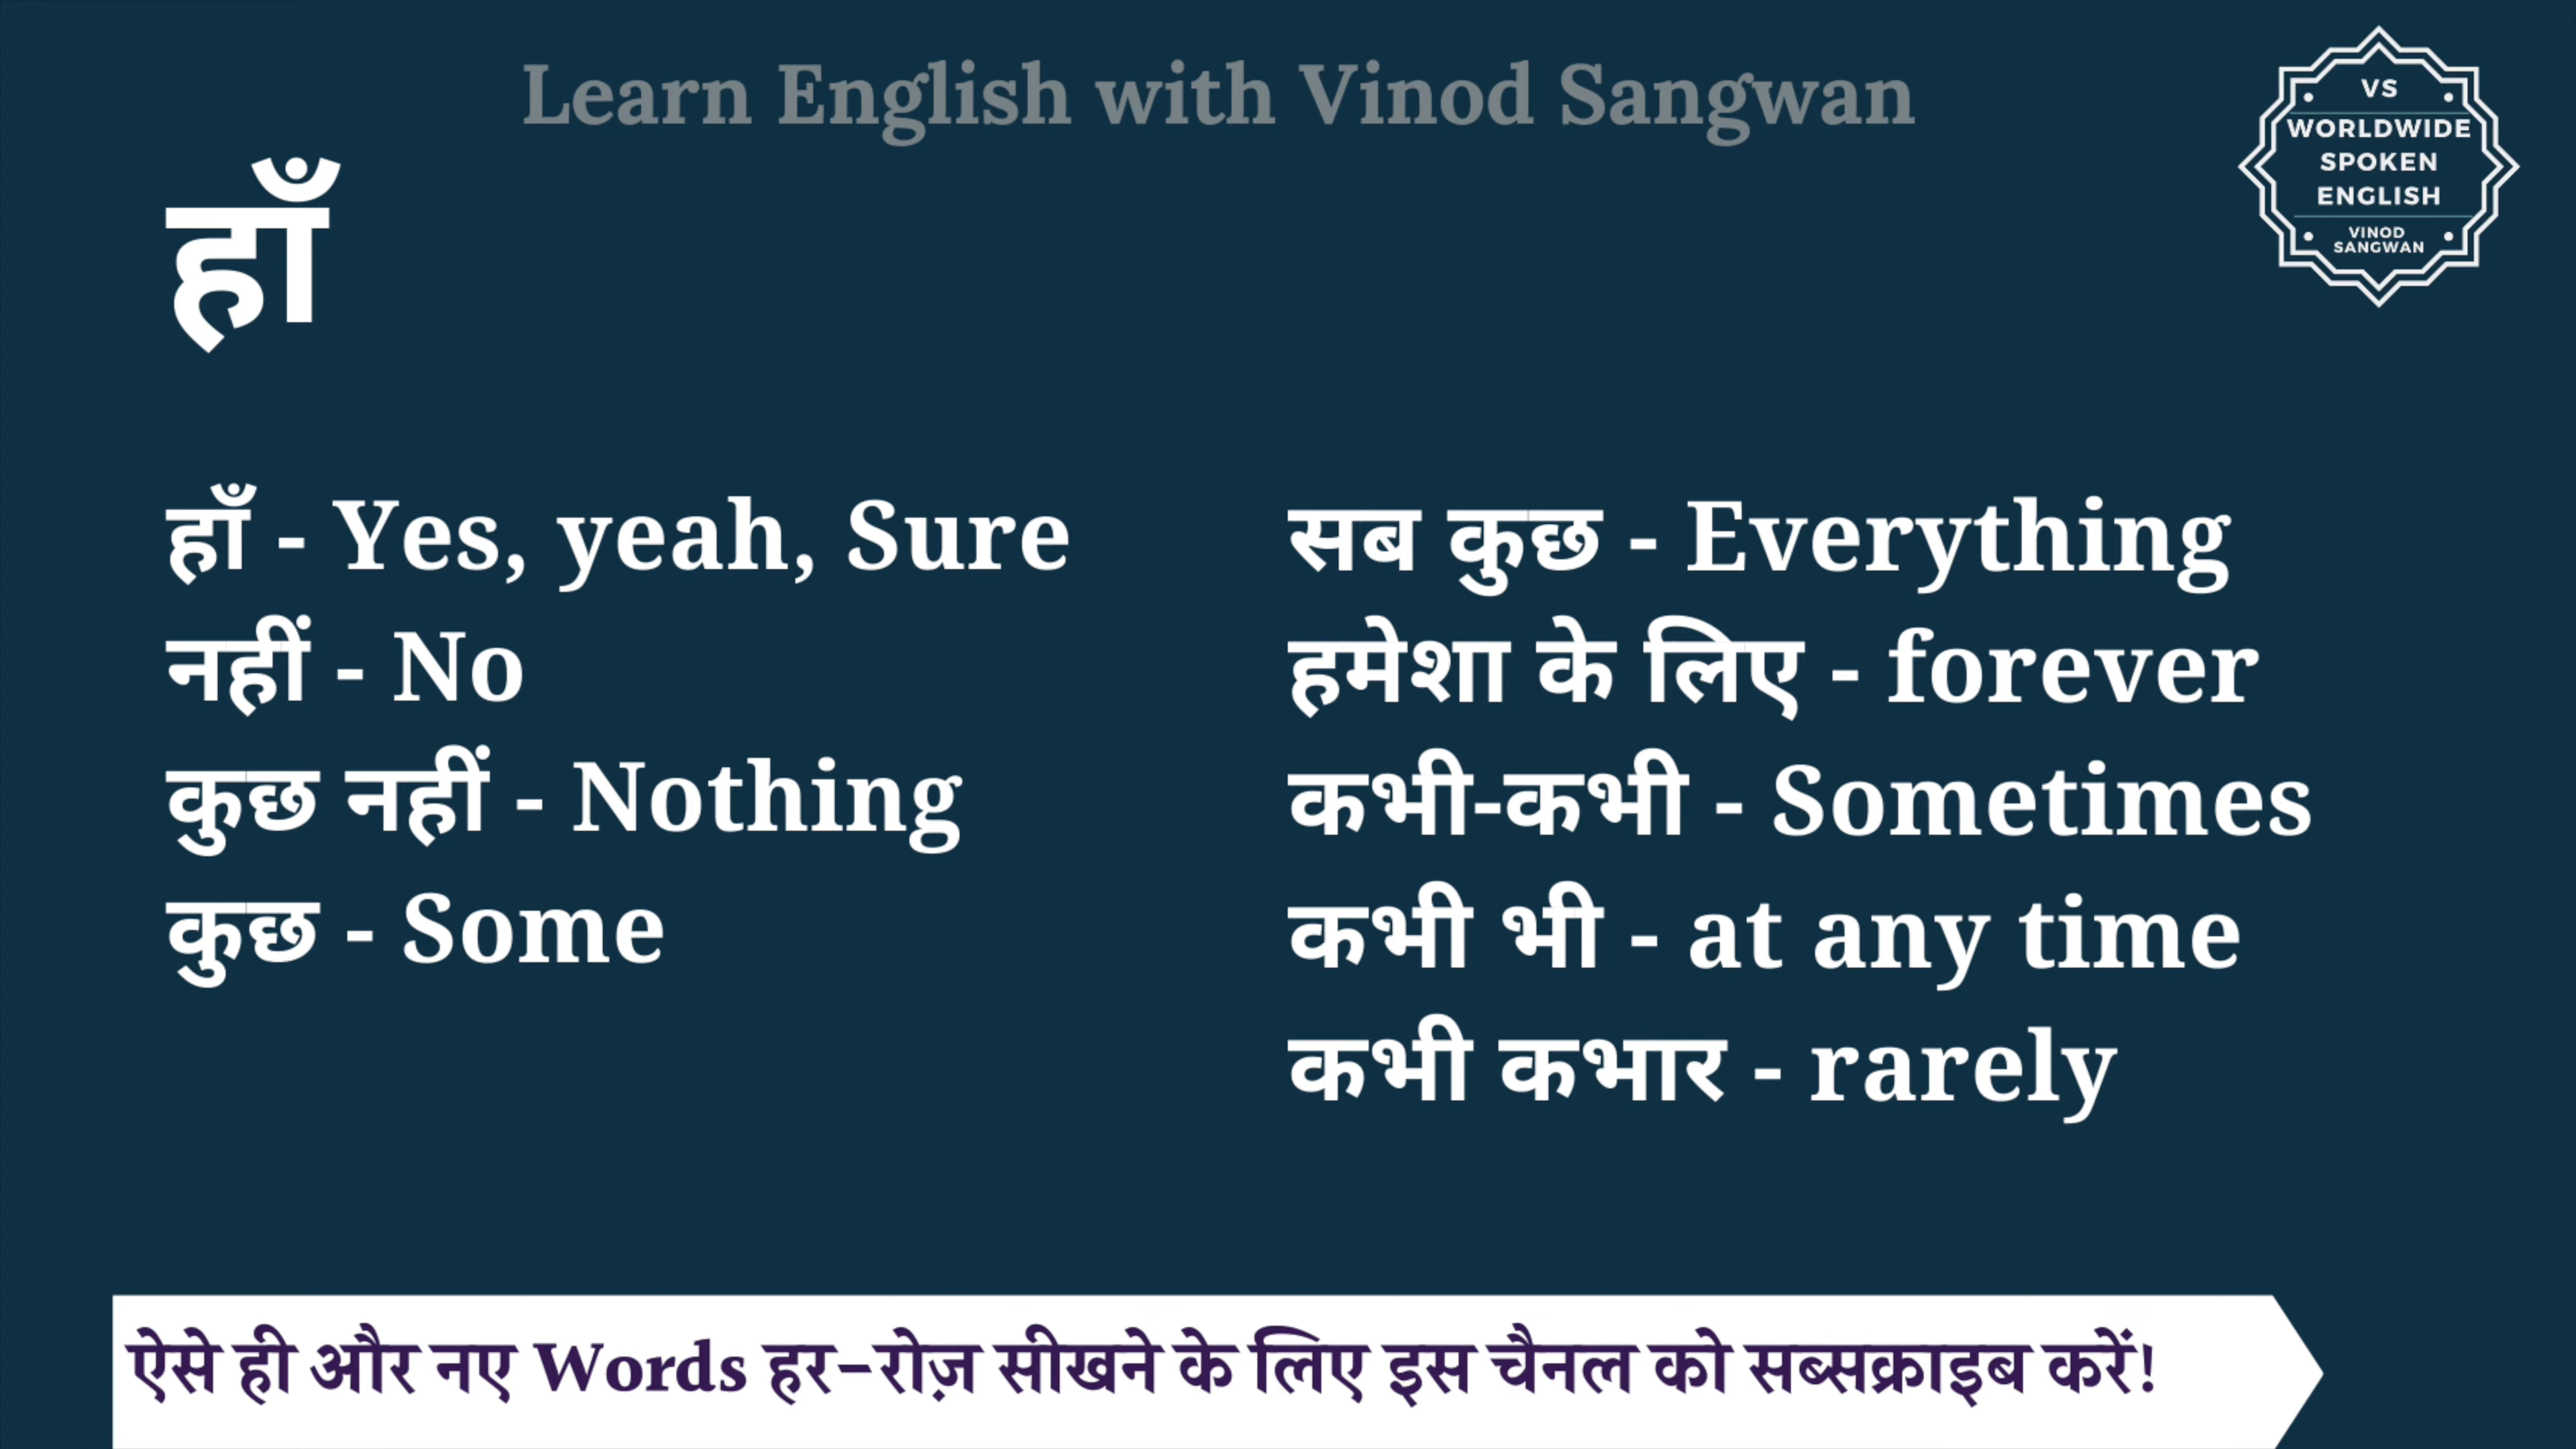 Learn English with Vinod Sangwan
VS
WORLDWIDE
SPOKEN
ENGLISH
VINOD
SANGWAN
हाँ
हाँ - Yes, yeah, Sure
नहीं - No
कुछ नहीं - Nothing
कुछ - Some
सब कुछ - Everything
हमेशा के लिए - forever
कभी-कभी - Sometimes
कभी भी - at any time
कभी कभार - rarely
ऐसे ही और नए Words हर-रोज़ सीखने के लिए इस चैनल को सब्सक्राइब करें!